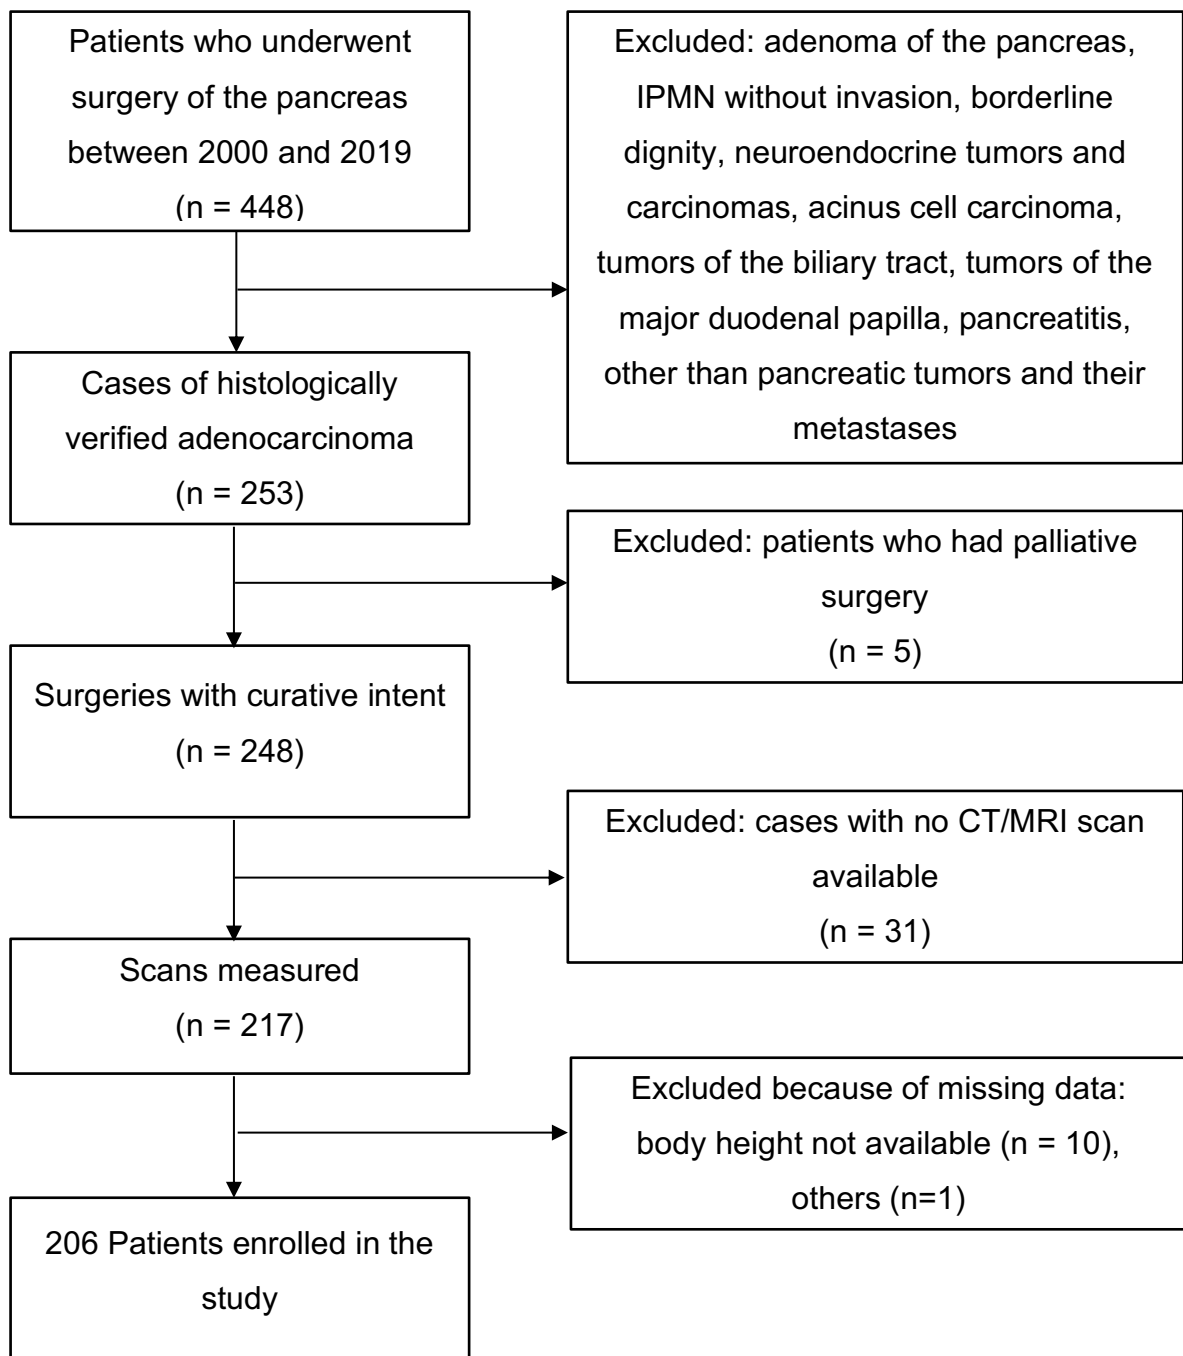 Patients who underwent
surgery of the pancreas
between 2000 and 2019
(n = 448)
Excluded: adenoma of the pancreas,
IPMN without invasion, borderline
dignity, neuroendocrine tumors and
carcinomas, acinus cell carcinoma,
tumors of the biliary tract, tumors of the
major duodenal papilla, pancreatitis,
other than pancreatic tumors and their
metastases
Cases of histologically
verified adenocarcinoma
(n = 253)
Excluded: patients who had palliative
surgery
(n = 5)
Surgeries with curative intent
(n = 248)
Excluded: cases with no CT/MRI scan
available
(n = 31)
Scans measured
(n = 217)
Excluded because of missing data:
body height not available (n = 10),
others (n=1)
206 Patients enrolled in the
study